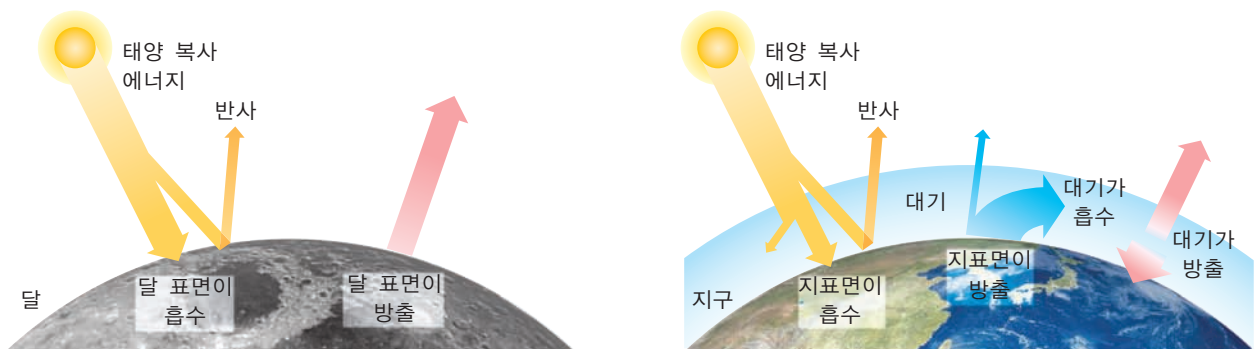 태양 복사
에너지
반사
달
달 표면이
흡수
달 표면이
방출
태양 복사
에너지
반사
대기
대기가
흡수
대기가
방출
지구
지표면이
흡수
지표면이
방출